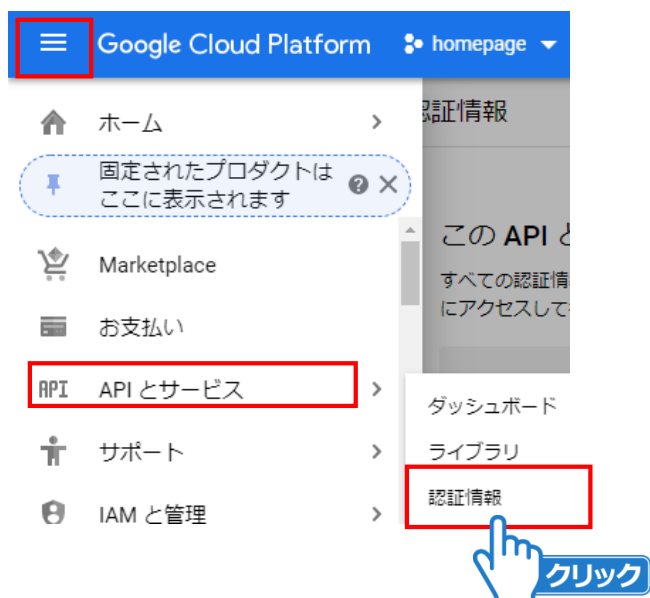 Google Cloud Platform
homepage
ホーム
認証情報
固定されたプロダクトは
ここに表示されます
この API と
Marketplace
すべての認証情
にアクセスして
お支払い
API
API とサービス
ダッシュボード
サポート
ライブラリ
認証情報
IAM と管理
クリック